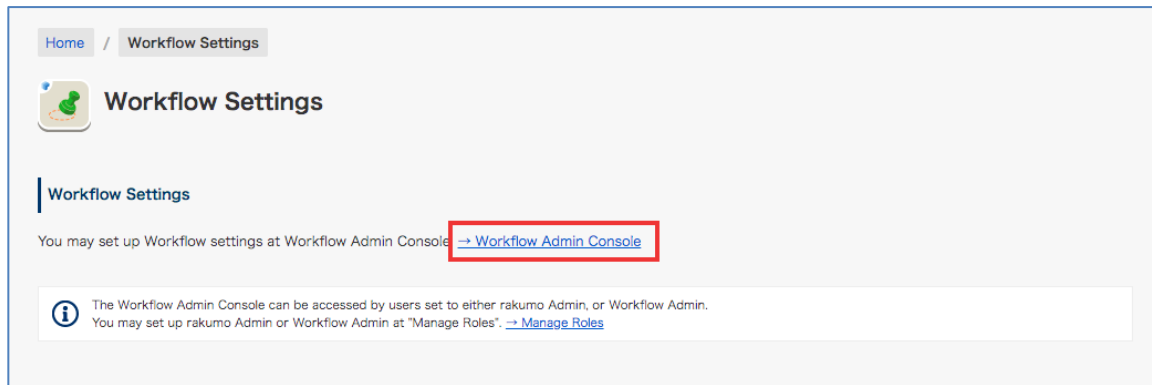 Home / Workflow Settings
Workflow Settings
Workflow Settings
You may set up Workflow settings at Workflow Admin Console → Workflow Admin Console
The Workflow Admin Console can be accessed by users set to either rakumo Admin, or Workflow Admin.
You may set up rakumo Admin or Workflow Admin at "Manage Roles". → Manage Roles